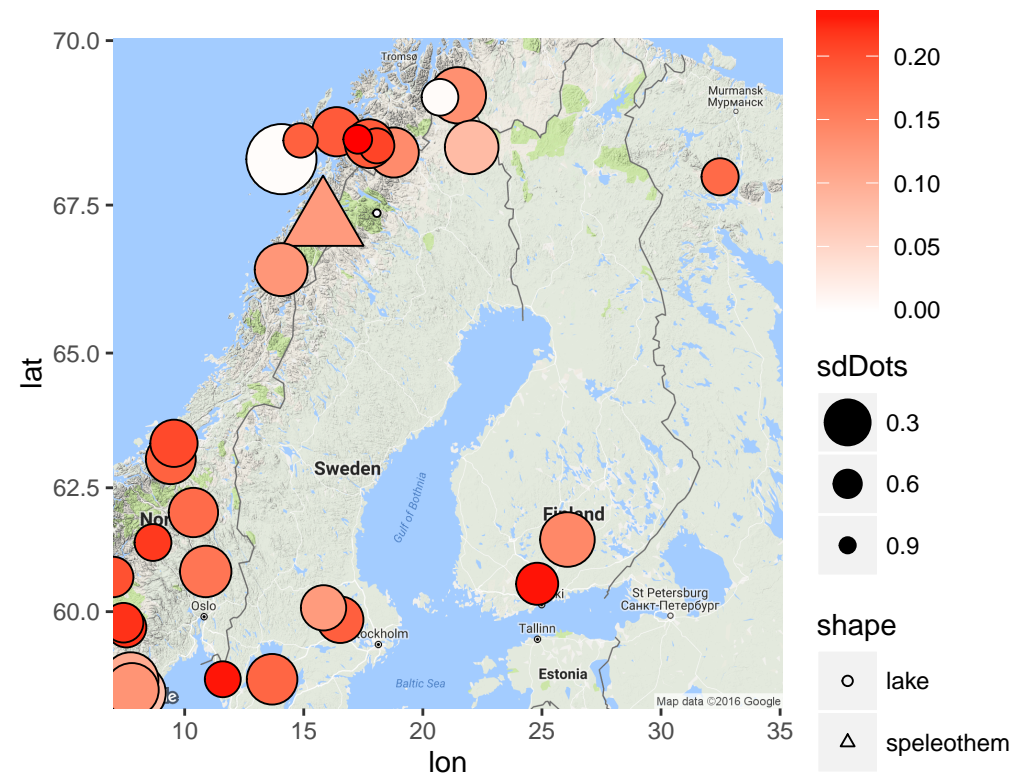 70.0
67.5
65.0
62.5
60.0
lat
10
15
20
25
30
35
lon
Tromsø
Murmansk
Мурманск
Sweden
Gulf of Bothnia
Oslo
St Petersburg
Санкт-Петербург
Tallinn
Estonia
Baltic Sea
Map data ©2016 Google
0.20
0.15
0.10
0.05
0.00
sdDots
0.3
0.6
0.9
shape
lake
speleothem